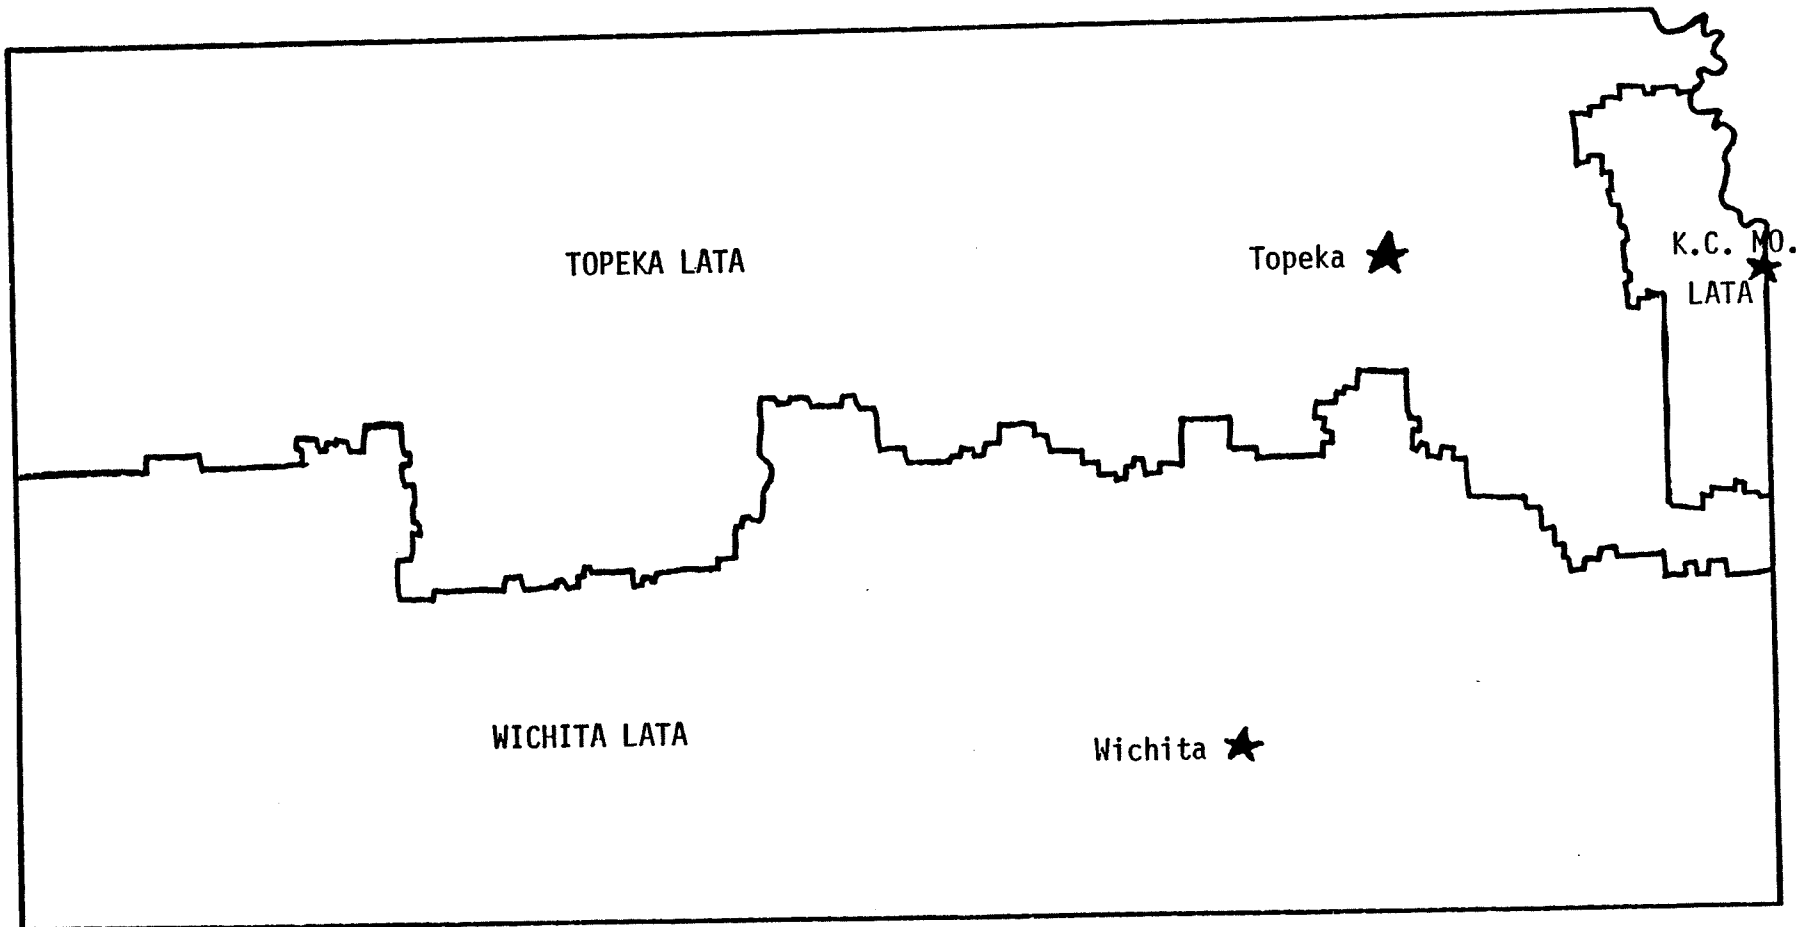 TOPEKA LATA
Topeka
K.C. MO.
LATA
WICHITA LATA
Wichita